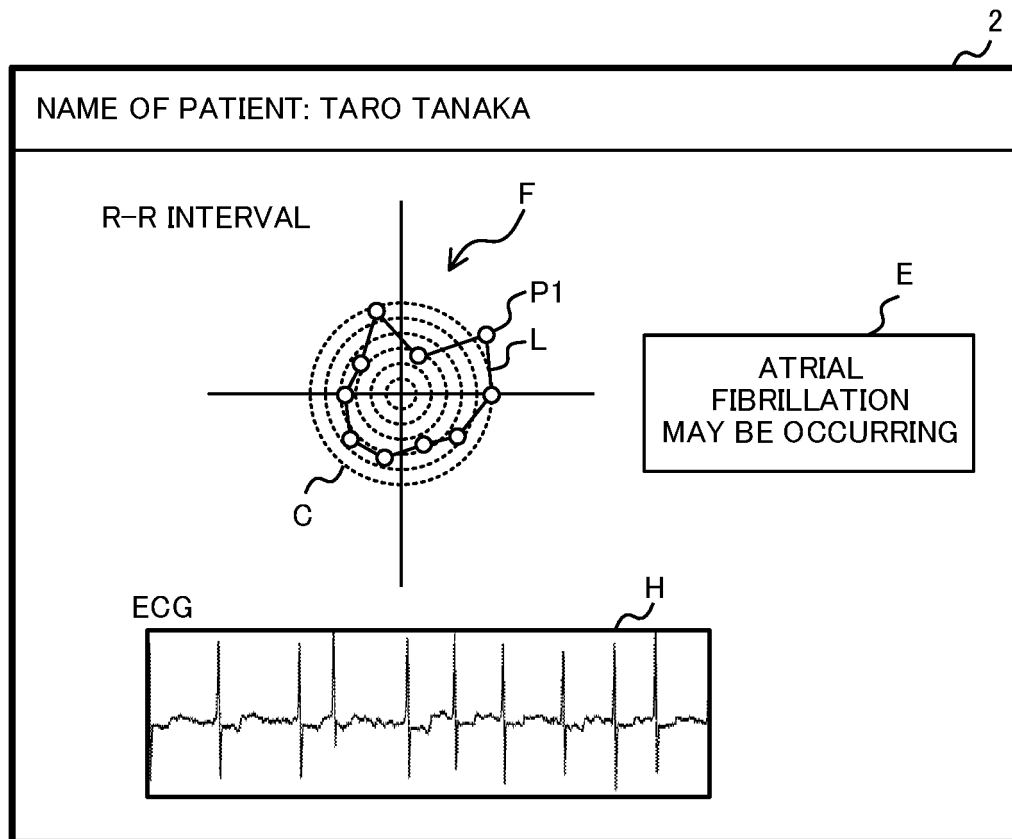 2
NAME OF PATIENT: TARO TANAKA
R-R INTERVAL
F
P1
L
E
ATRIAL
FIBRILLATION
MAY BE OCCURRING
C
ECG
H